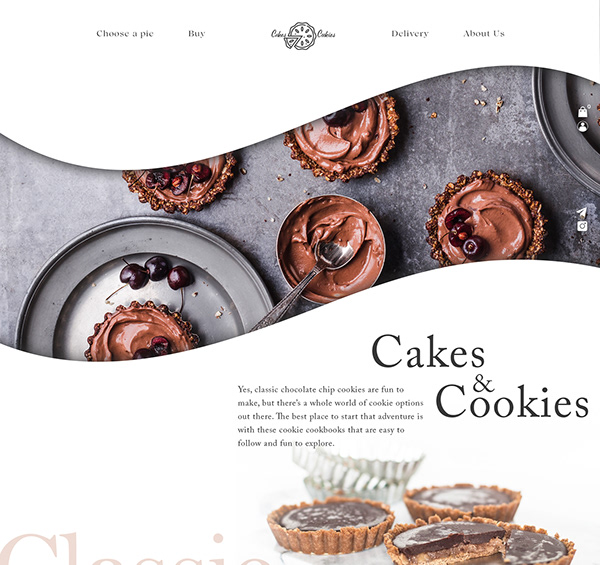 Choose a pie
Buy
Cakes
Cookies
Delivery
About Us
0
Cakes
&
Cookies
Yes, classic chocolate chip cookies are fun to
make, but there's a whole world of cookie options
out there. The best place to start that adventure is
with these cookie cookbooks that are easy to
follow and fun to explore.
Classic